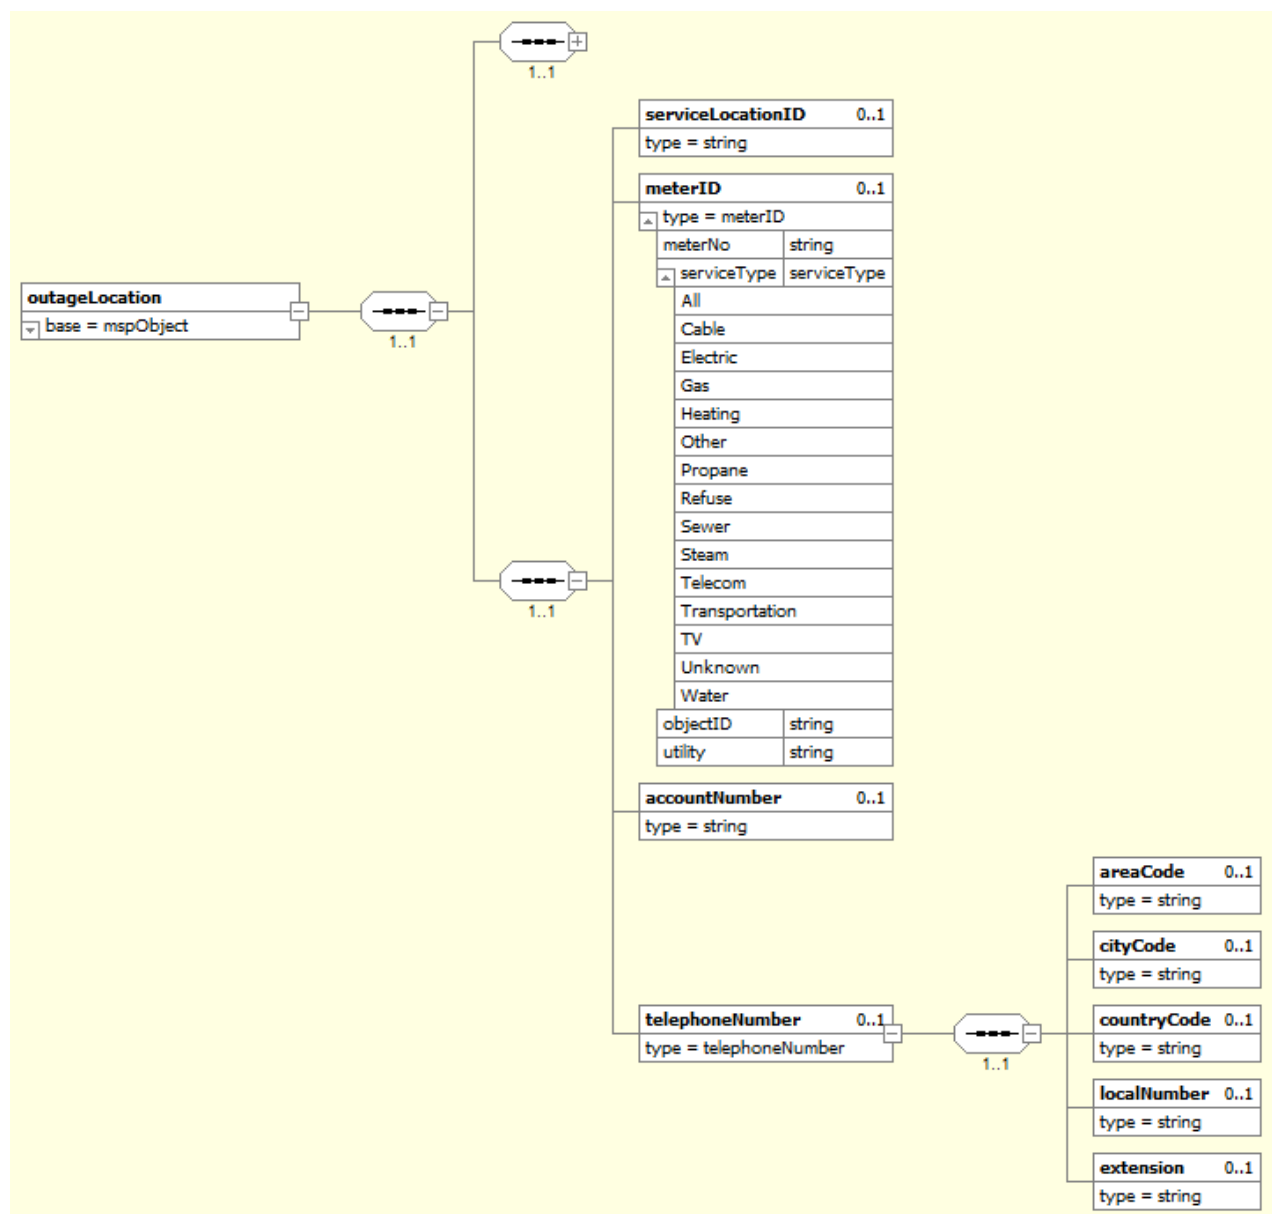 1..1
serviceLocationID 0..1
type = string
meterID 0..1
type = meterID
meterNo string
serviceType serviceType
All
Cable
Electric
Gas
Heating
Other
Propane
Refuse
Sewer
Steam
Telecom
Transportation
TV
Unknown
Water
objectID string
utility string
outageLocation
base = mspObject
1..1
1..1
accountNumber 0..1
type = string
telephoneNumber 0..1
type = telephoneNumber
1..1
areaCode 0..1
type = string
cityCode 0..1
type = string
countryCode 0..1
type = string
localNumber 0..1
type = string
extension 0..1
type = string